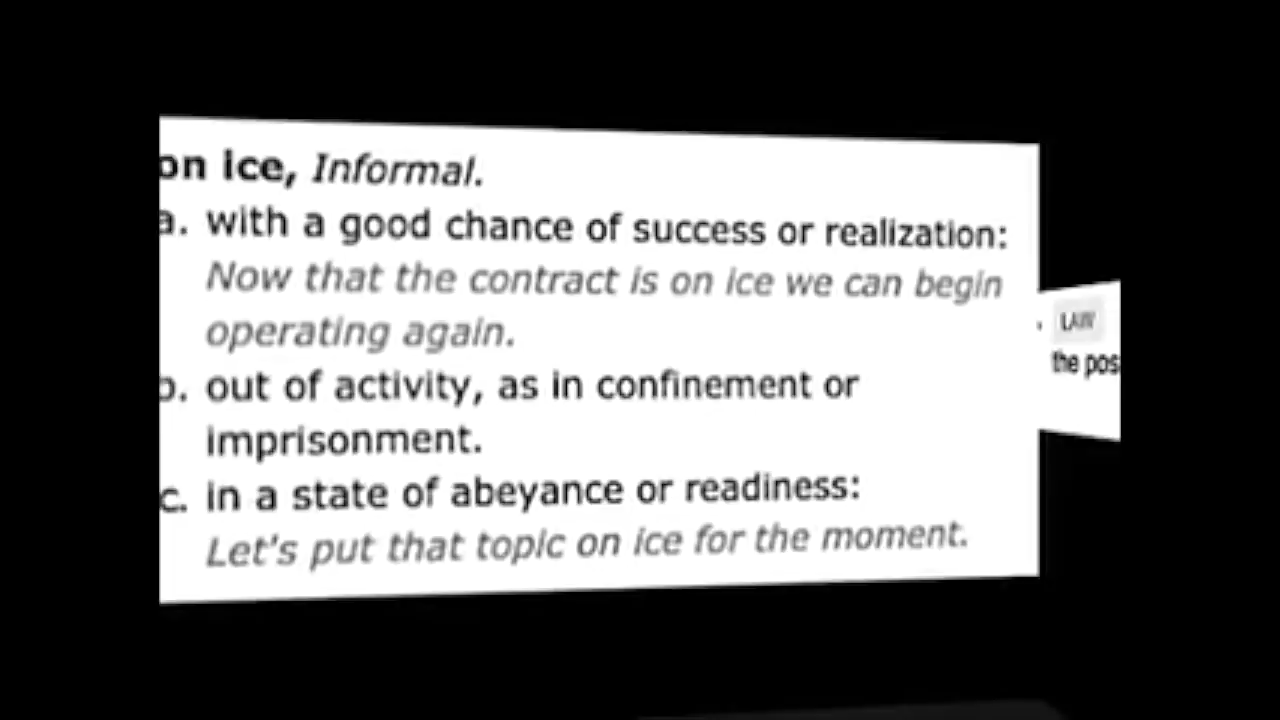 on ice, Informal.
a. with a good chance of success or realization:
Now that the contract is on ice we can begin
operating again.
b. out of activity, as in confinement or
imprisonment.
c. in a state of abeyance or readiness:
Let's put that topic on ice for the moment.
LAW
the pos